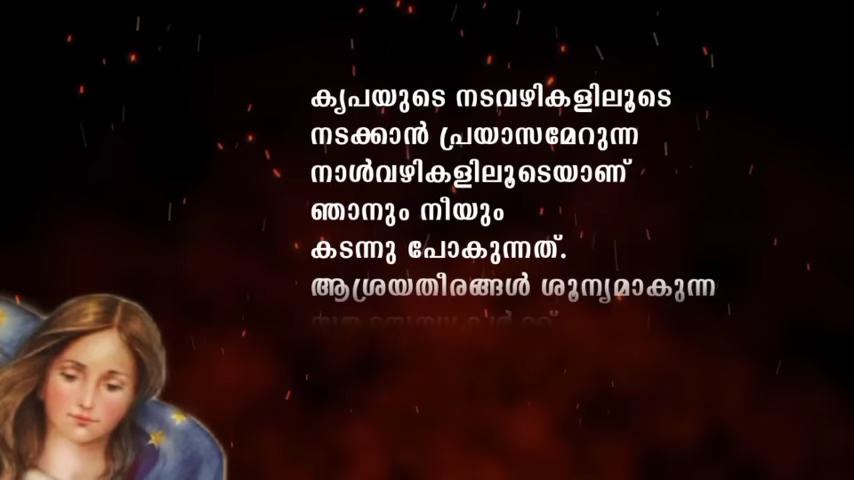 കൃപയുടെ നടവഴികളിലൂടെ
നടക്കാൻ പ്രയാസമേറുന്ന
നാൾവഴികളിലൂടെയാണ്
ഞാനും നീയും
കടന്നു പോകുന്നത്.
ആശ്രയതീരങ്ങൾ ശൂന്യമാകുന്ന